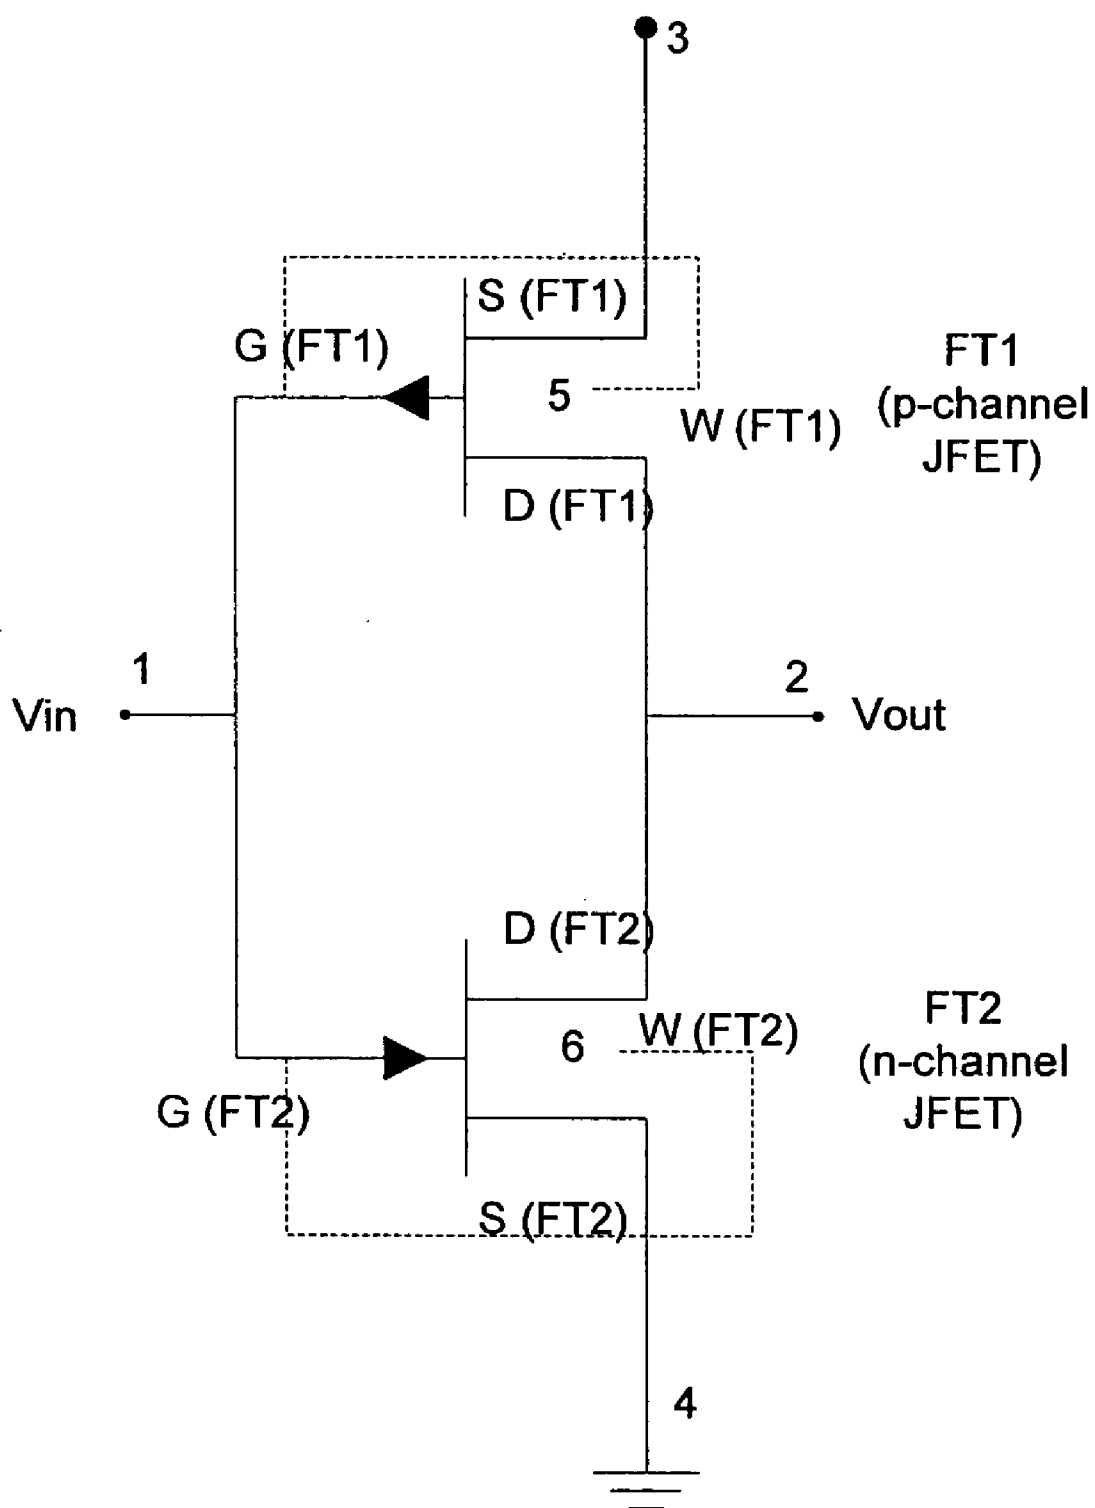 3
S (FT1)
G (FT1)
FT1
5
(p-channel
W (FT1)
JFET)
D (FT1)
1
2
Vin
Vout
D (FT2)
FT2
W (FT2)
6
(n-channel
G (FT2)
JFET)
S (FT2)
4